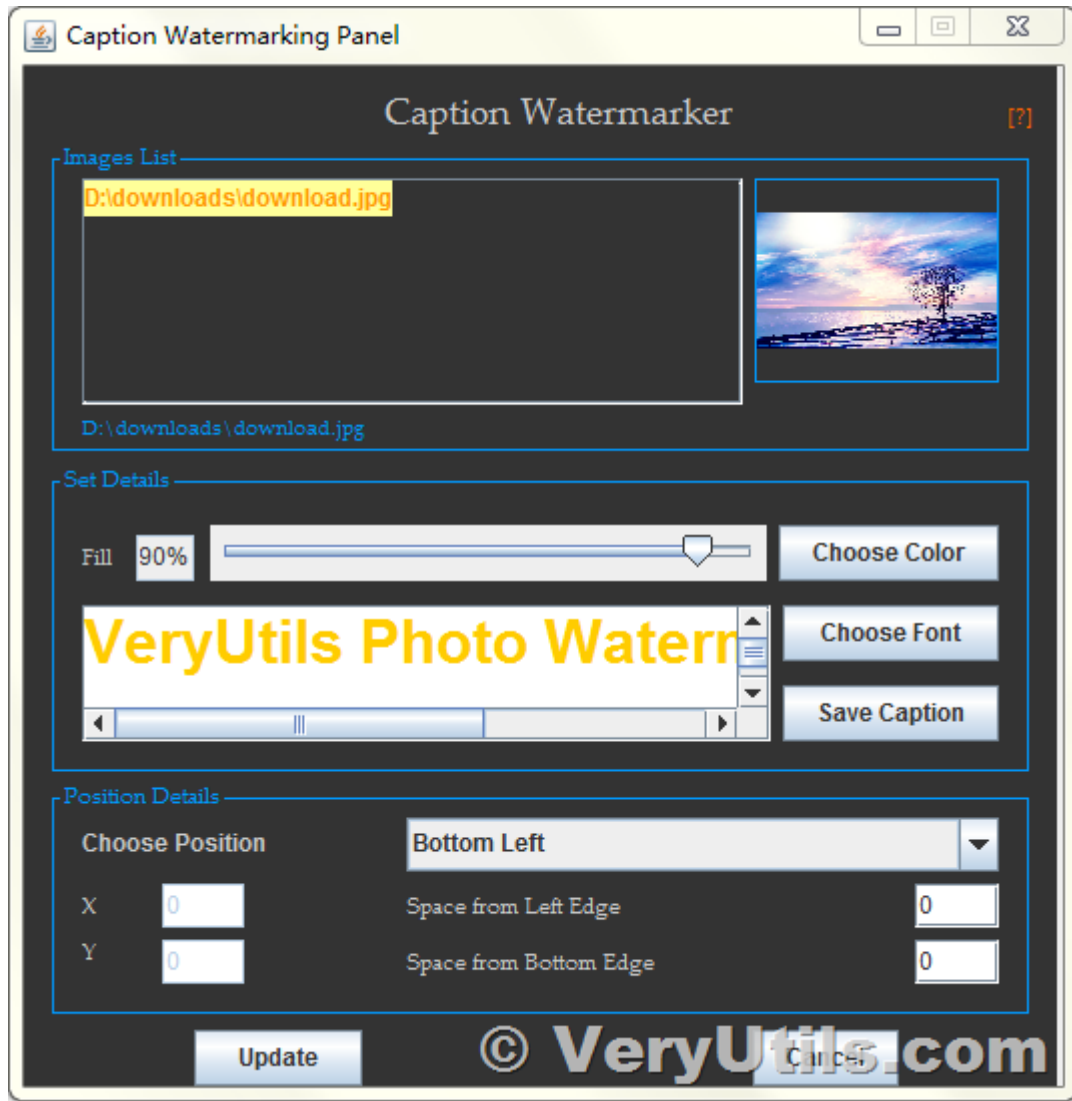 Caption Watermarking Panel
Caption Watermarker
[?]
Images List
D:\downloads\download.jpg
D:\downloads\download.jpg
Set Details
Fill 90% Choose Color
VeryUtils Photo Waterm
Choose Font
Save Caption
Position Details
Choose Position Bottom Left
X 0 Space from Left Edge 0
Y 0 Space from Bottom Edge 0
Update Cancel
© VeryUtils.com